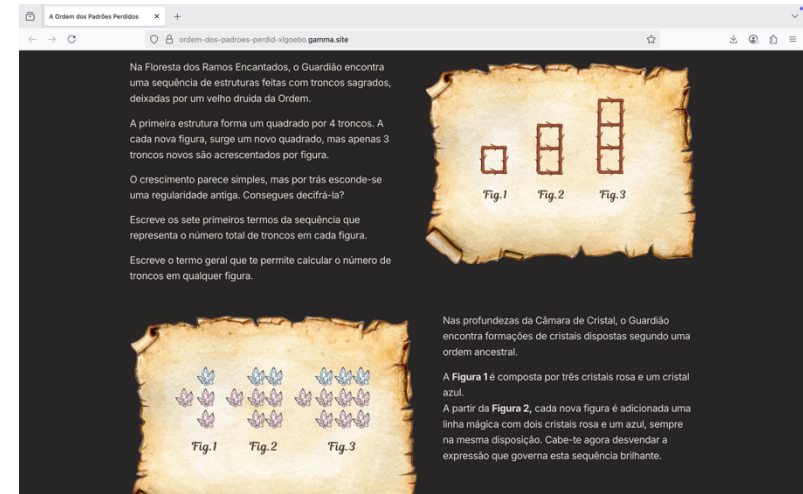 A Ordem dos Padrões Perdidos
ordem-dos-padroes-perdid-xlgoebo.gamma.site
Na Floresta dos Ramos Encantados, o Guardião encontra
uma sequência de estruturas feitas com troncos sagrados,
deixadas por um velho druida da Ordem.
A primeira estrutura forma um quadrado por 4 troncos. A
cada nova figura, surge um novo quadrado, mas apenas 3
troncos novos são acrescentados por figura.
O crescimento parece simples, mas por trás esconde-se
uma regularidade antiga. Consegues decifrá-la?
Escreve os sete primeiros termos da sequência que
representa o número total de troncos em cada figura.
Escreve o termo geral que te permite calcular o número de
troncos em qualquer figura.
Fig.1 Fig.2 Fig.3
Fig.1 Fig.2 Fig.3
Nas profundezas da Câmara de Cristal, o Guardião
encontra formações de cristais dispostas segundo uma
ordem ancestral.
A Figura 1 é composta por três cristais rosa e um cristal
azul.
A partir da Figura 2, cada nova figura é adicionada uma
linha mágica com dois cristais rosa e um azul, sempre
na mesma disposição. Cabe-te agora desvendar a
expressão que governa esta sequência brilhante.